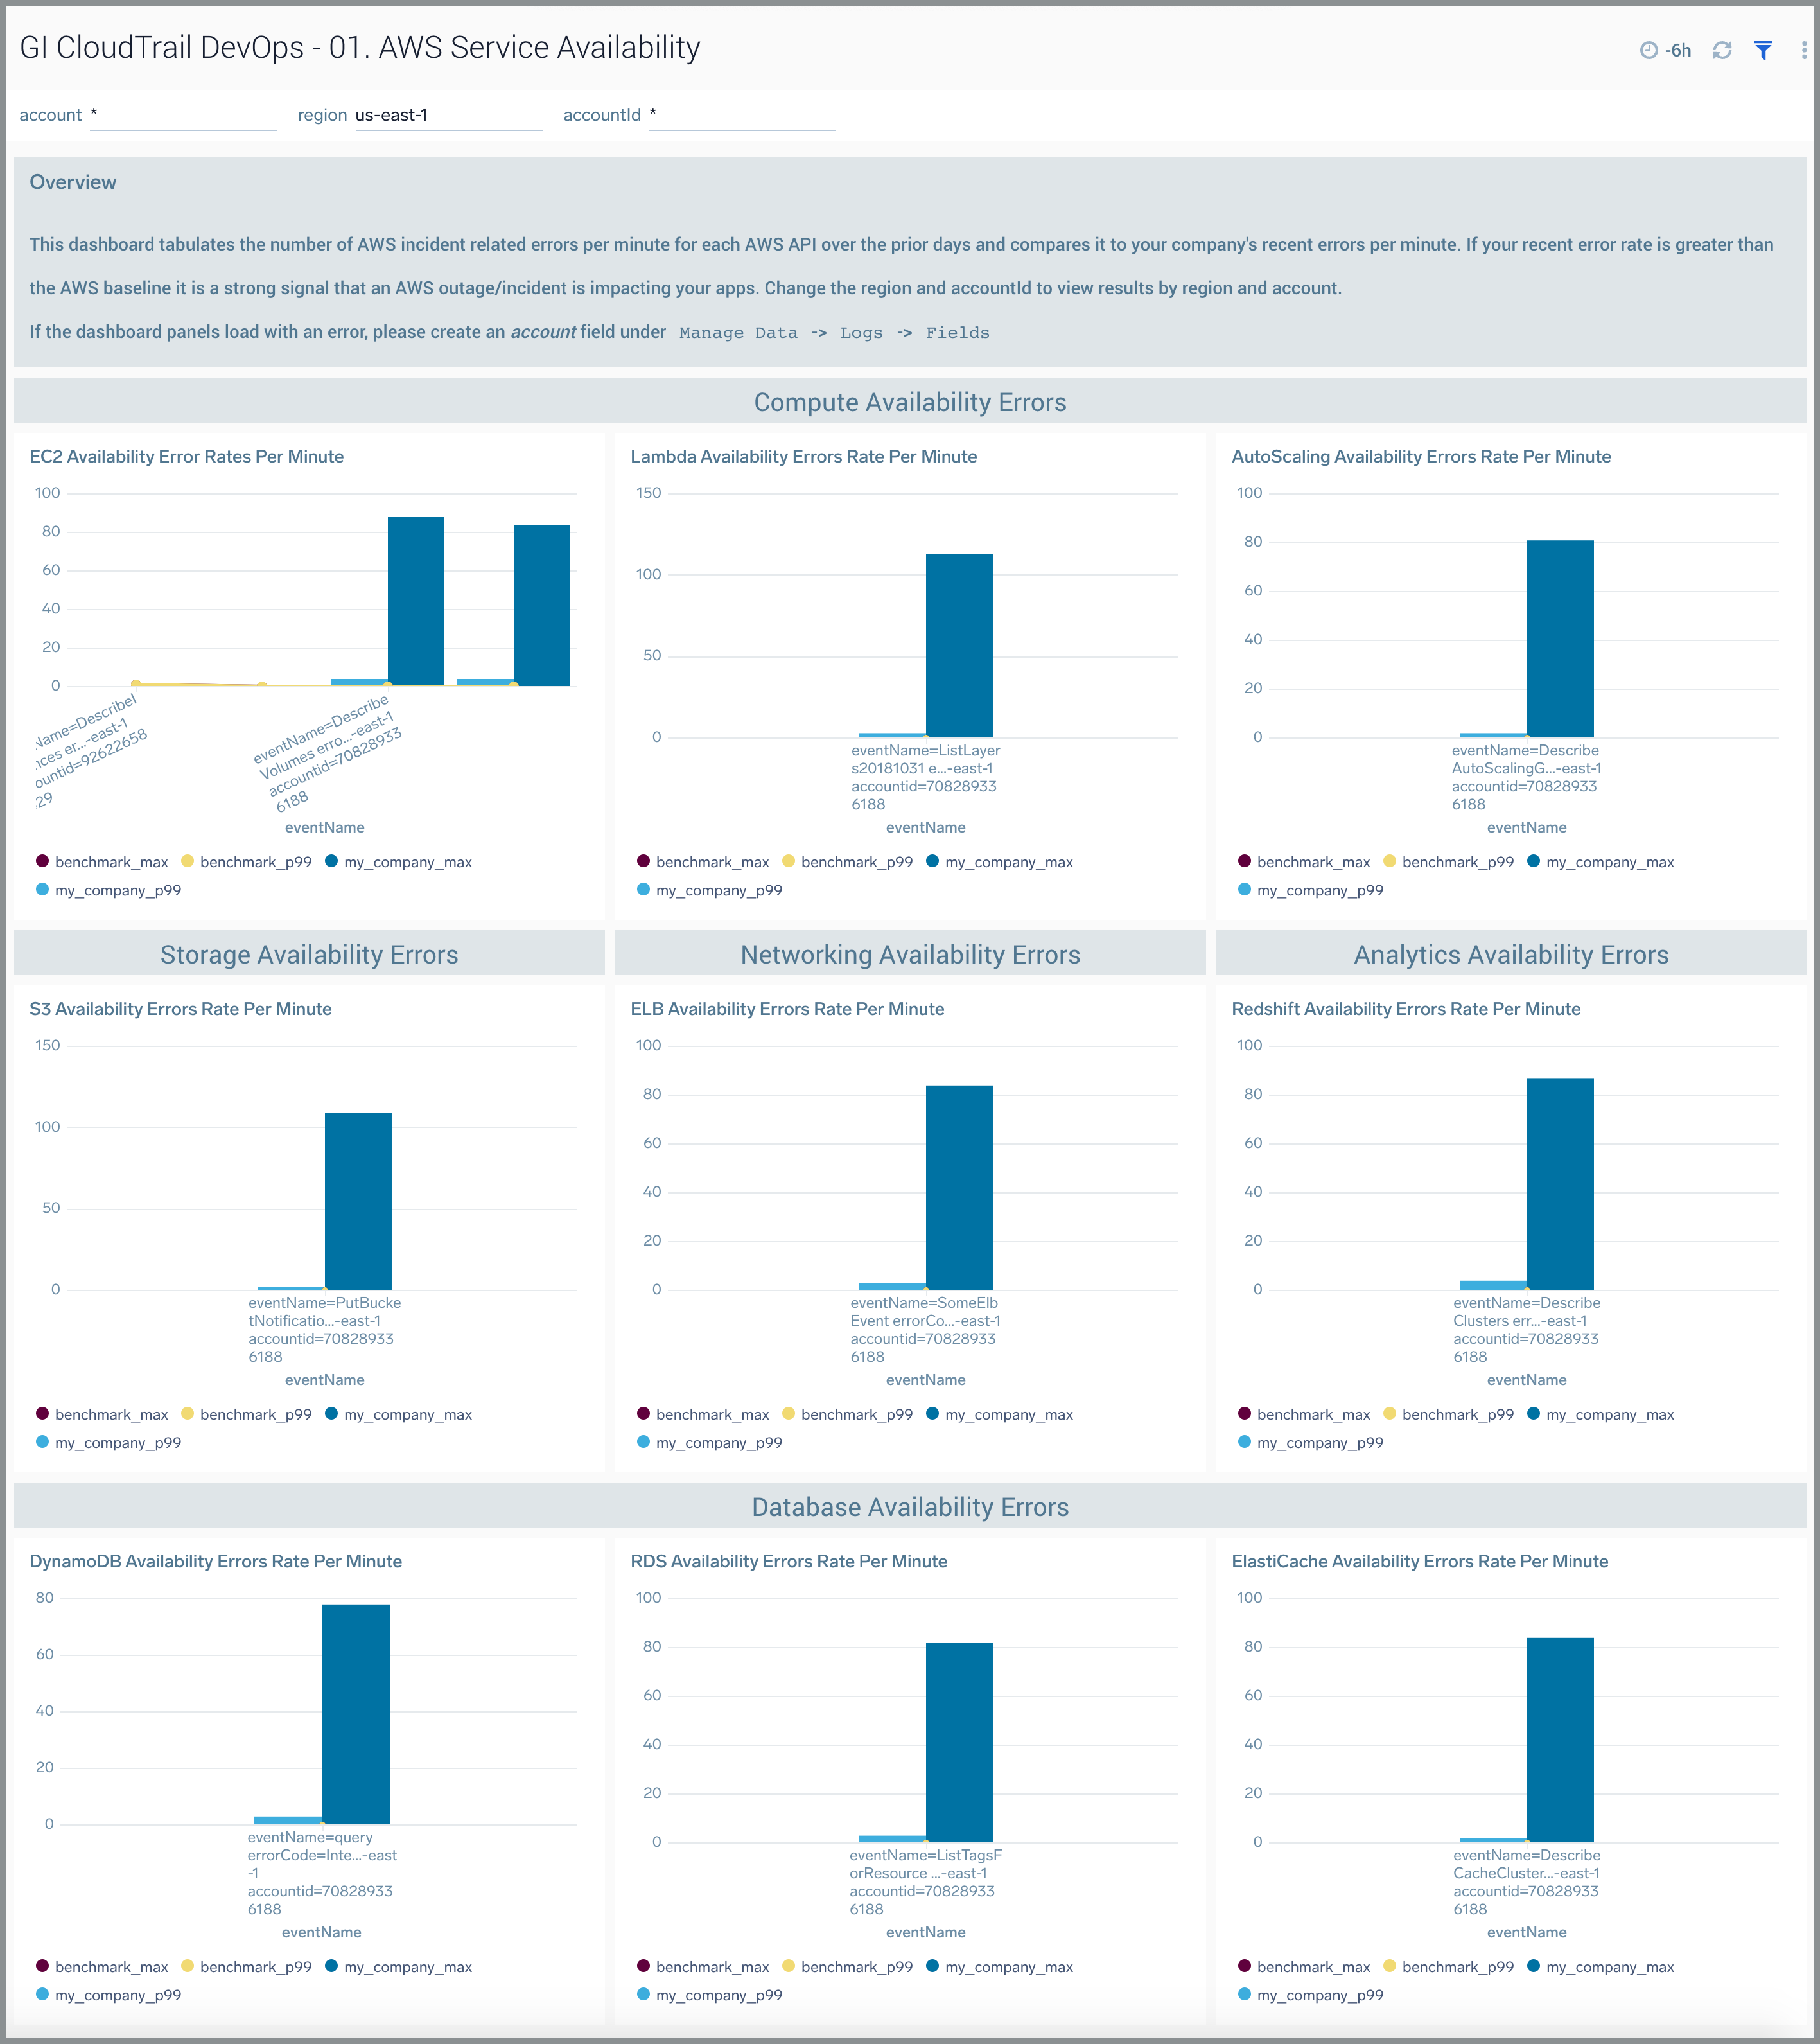 GI CloudTrail DevOps - 01. AWS Service Availability
-6h
account * region us-east-1 accountId *
Overview
This dashboard tabulates the number of AWS incident related errors per minute for each AWS API over the prior days and compares it to your company's recent errors per minute. If your recent error rate is greater than
the AWS baseline it is a strong signal that an AWS outage/incident is impacting your apps. Change the region and accountId to view results by region and account.
If the dashboard panels load with an error, please create an account field under Manage Data -> Logs -> Fields
Compute Availability Errors
EC2 Availability Error Rates Per Minute
100
80
60
40
20
0
Name=DescribeI
nces er...-east-1
ountid=92622658
29
eventName=Describe
Volumes erro...-east-1
accountid=70828933
6188
eventName
benchmark_max benchmark_p99 my_company_max
my_company_p99
Lambda Availability Errors Rate Per Minute
150
100
50
0
eventName=ListLayer
s20181031 e...-east-1
accountid=70828933
6188
eventName
benchmark_max benchmark_p99 my_company_max
my_company_p99
AutoScaling Availability Errors Rate Per Minute
100
80
60
40
20
0
eventName=Describe
AutoScalingG...-east-1
accountid=70828933
6188
eventName
benchmark_max benchmark_p99 my_company_max
my_company_p99
Storage Availability Errors
S3 Availability Errors Rate Per Minute
150
100
50
0
eventName=PutBucke
tNotificatio...-east-1
accountid=70828933
6188
eventName
benchmark_max benchmark_p99 my_company_max
my_company_p99
Networking Availability Errors
ELB Availability Errors Rate Per Minute
100
80
60
40
20
0
eventName=SomeElb
Event errorCo...-east-1
accountid=70828933
6188
eventName
benchmark_max benchmark_p99 my_company_max
my_company_p99
Analytics Availability Errors
Redshift Availability Errors Rate Per Minute
100
80
60
40
20
0
eventName=Describe
Clusters err...-east-1
accountid=70828933
6188
eventName
benchmark_max benchmark_p99 my_company_max
my_company_p99
Database Availability Errors
DynamoDB Availability Errors Rate Per Minute
80
60
40
20
0
eventName=query
errorCode=Inte...-east
-1
accountid=70828933
6188
eventName
benchmark_max benchmark_p99 my_company_max
my_company_p99
RDS Availability Errors Rate Per Minute
100
80
60
40
20
0
eventName=ListTagsF
orResource ...-east-1
accountid=70828933
6188
eventName
benchmark_max benchmark_p99 my_company_max
my_company_p99
ElastiCache Availability Errors Rate Per Minute
100
80
60
40
20
0
eventName=Describe
CacheCluster...-east-1
accountid=70828933
6188
eventName
benchmark_max benchmark_p99 my_company_max
my_company_p99